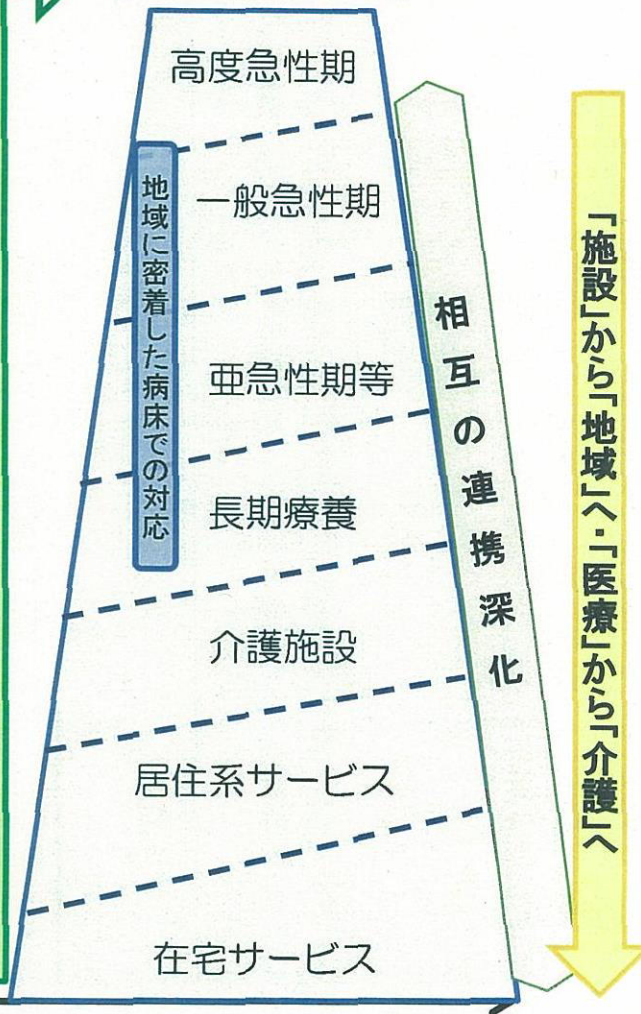 高度急性期
一般急性期
亜急性期等
長期療養
介護施設
居住系サービス
在宅サービス
地域に密着した病床での対応
相互の連携深化
「施設」から「地域」へ・「医療」から「介護」へ